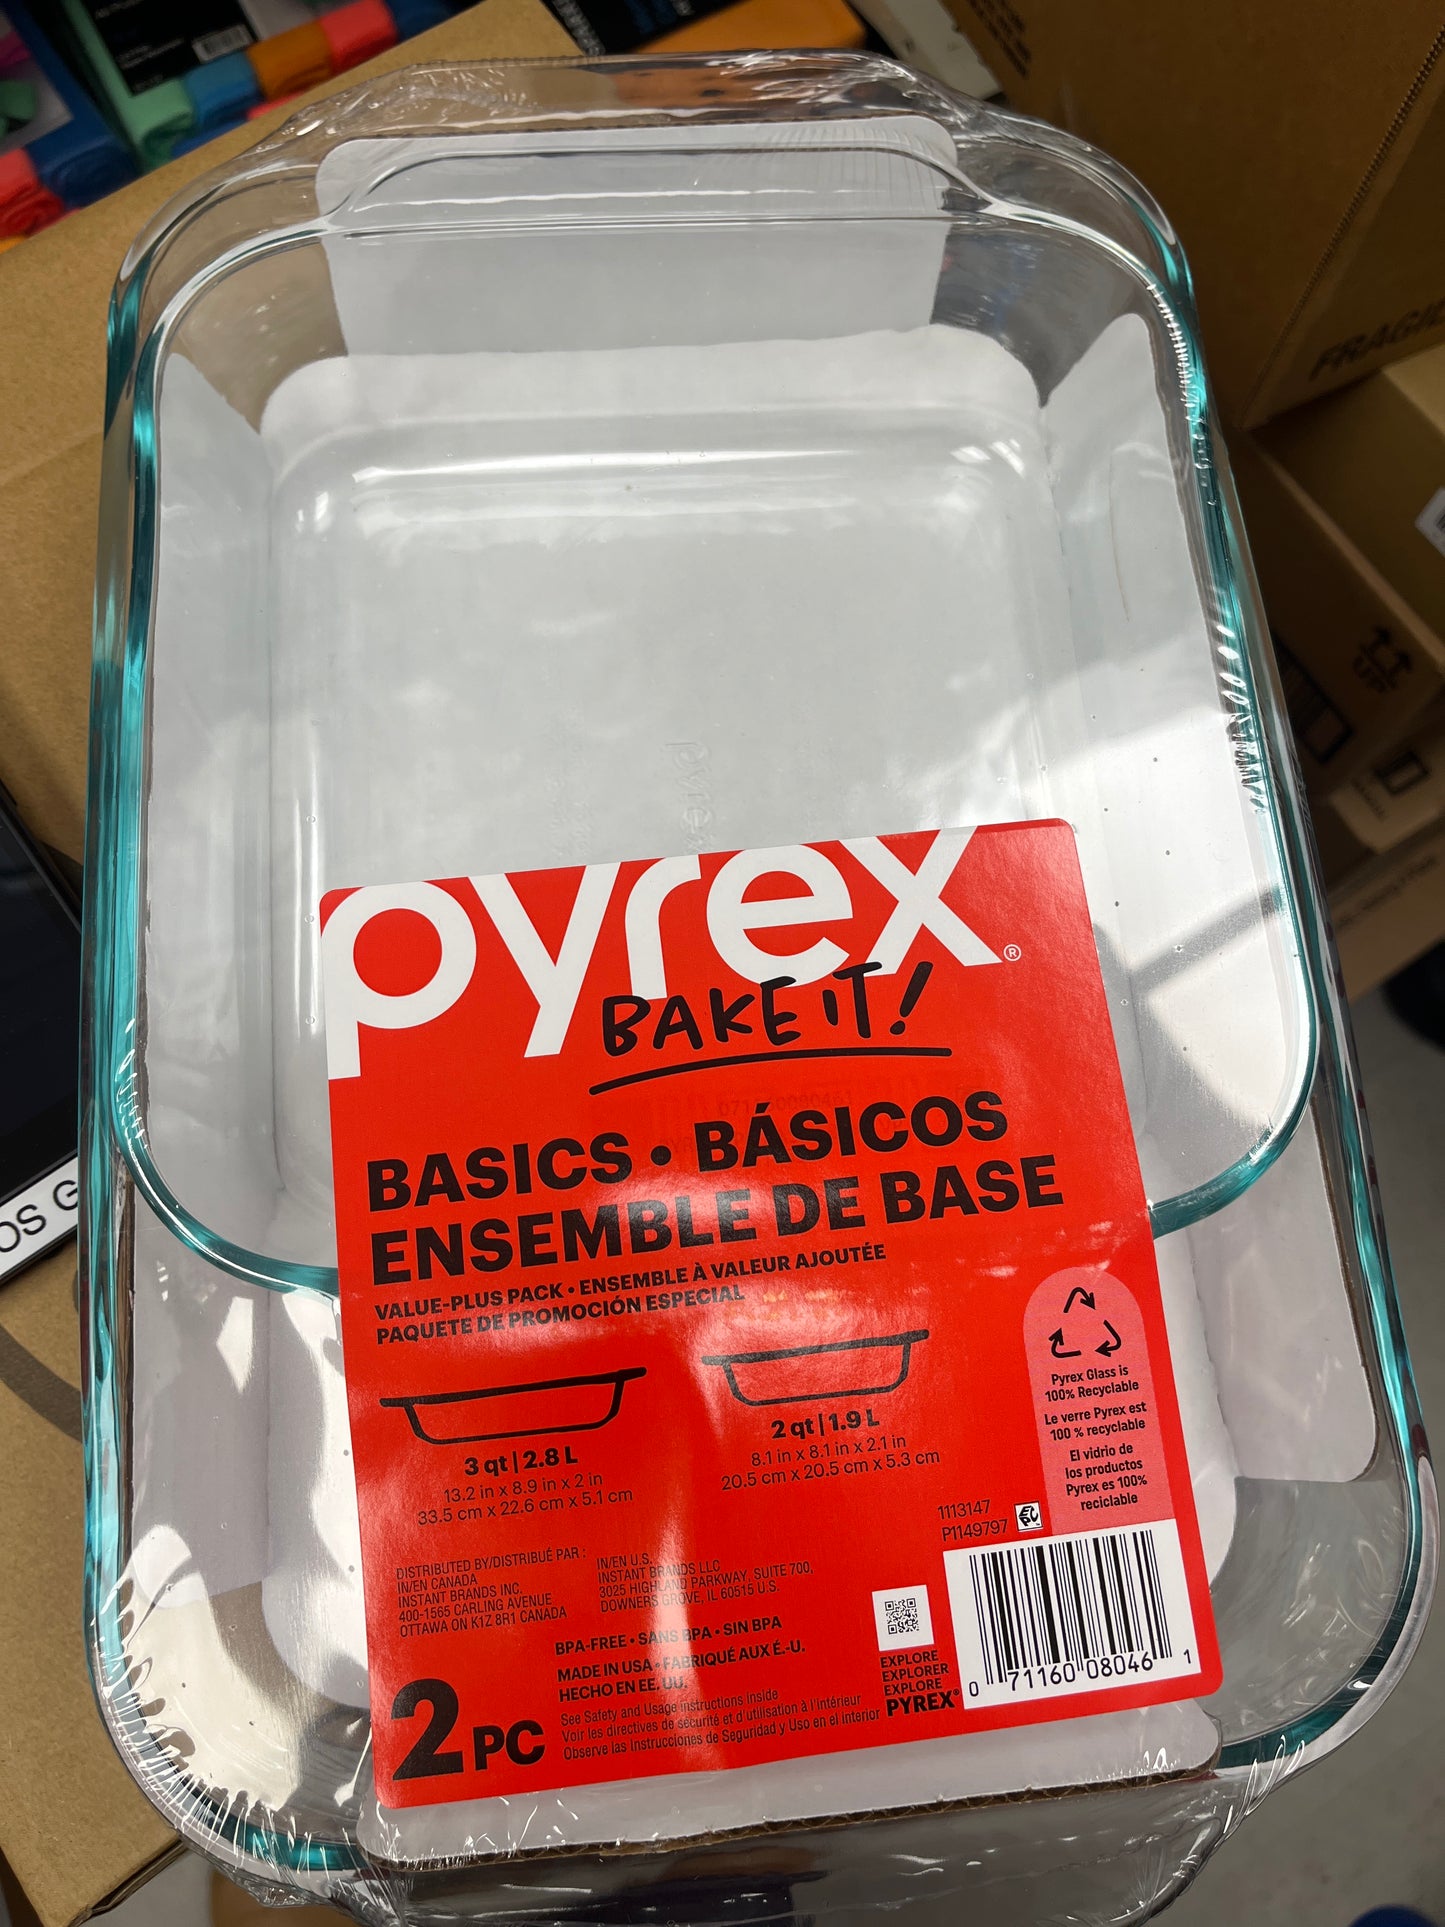 FRAGIL
pyrex
OS G
pyrex®
BAKE IT!
BASICS • BÁSICOS
ENSEMBLE DE BASE
VALUE-PLUS PACK • ENSEMBLE À VALEUR AJOUTÉE
PAQUETE DE PROMOCIÓN ESPECIAL
3 qt | 2.8 L
13.2 in x 8.9 in x 2 in
33.5 cm x 22.6 cm x 5.1 cm
2 qt | 1.9 L
8.1 in x 8.1 in x 2.1 in
20.5 cm x 20.5 cm x 5.3 cm
Pyrex Glass is
100% Recyclable
Le verre Pyrex est
100 % recyclable
El vidrio de
los productos
Pyrex es 100%
reciclable
1113147
P1149797
DISTRIBUTED BY/DISTRIBUÉ PAR :
IN/EN CANADA
INSTANT BRANDS INC.
400-1565 CARLING AVENUE
OTTAWA ON K1Z 8R1 CANADA
IN/EN U.S.
INSTANT BRANDS LLC
3025 HIGHLAND PARKWAY, SUITE 700,
DOWNERS GROVE, IL 60515 U.S.
BPA-FREE • SANS BPA • SIN BPA
MADE IN USA • FABRIQUÉ AUX É.-U.
HECHO EN EE. UU.
See Safety and Usage Instructions Inside
Voir les directives de sécurité et d'utilisation à l'intérieur
Observe las Instrucciones de Seguridad y Uso en el interior
2 PC
EXPLORE
EXPLORER
EXPLORE
PYREX®
0 71160 08046 1